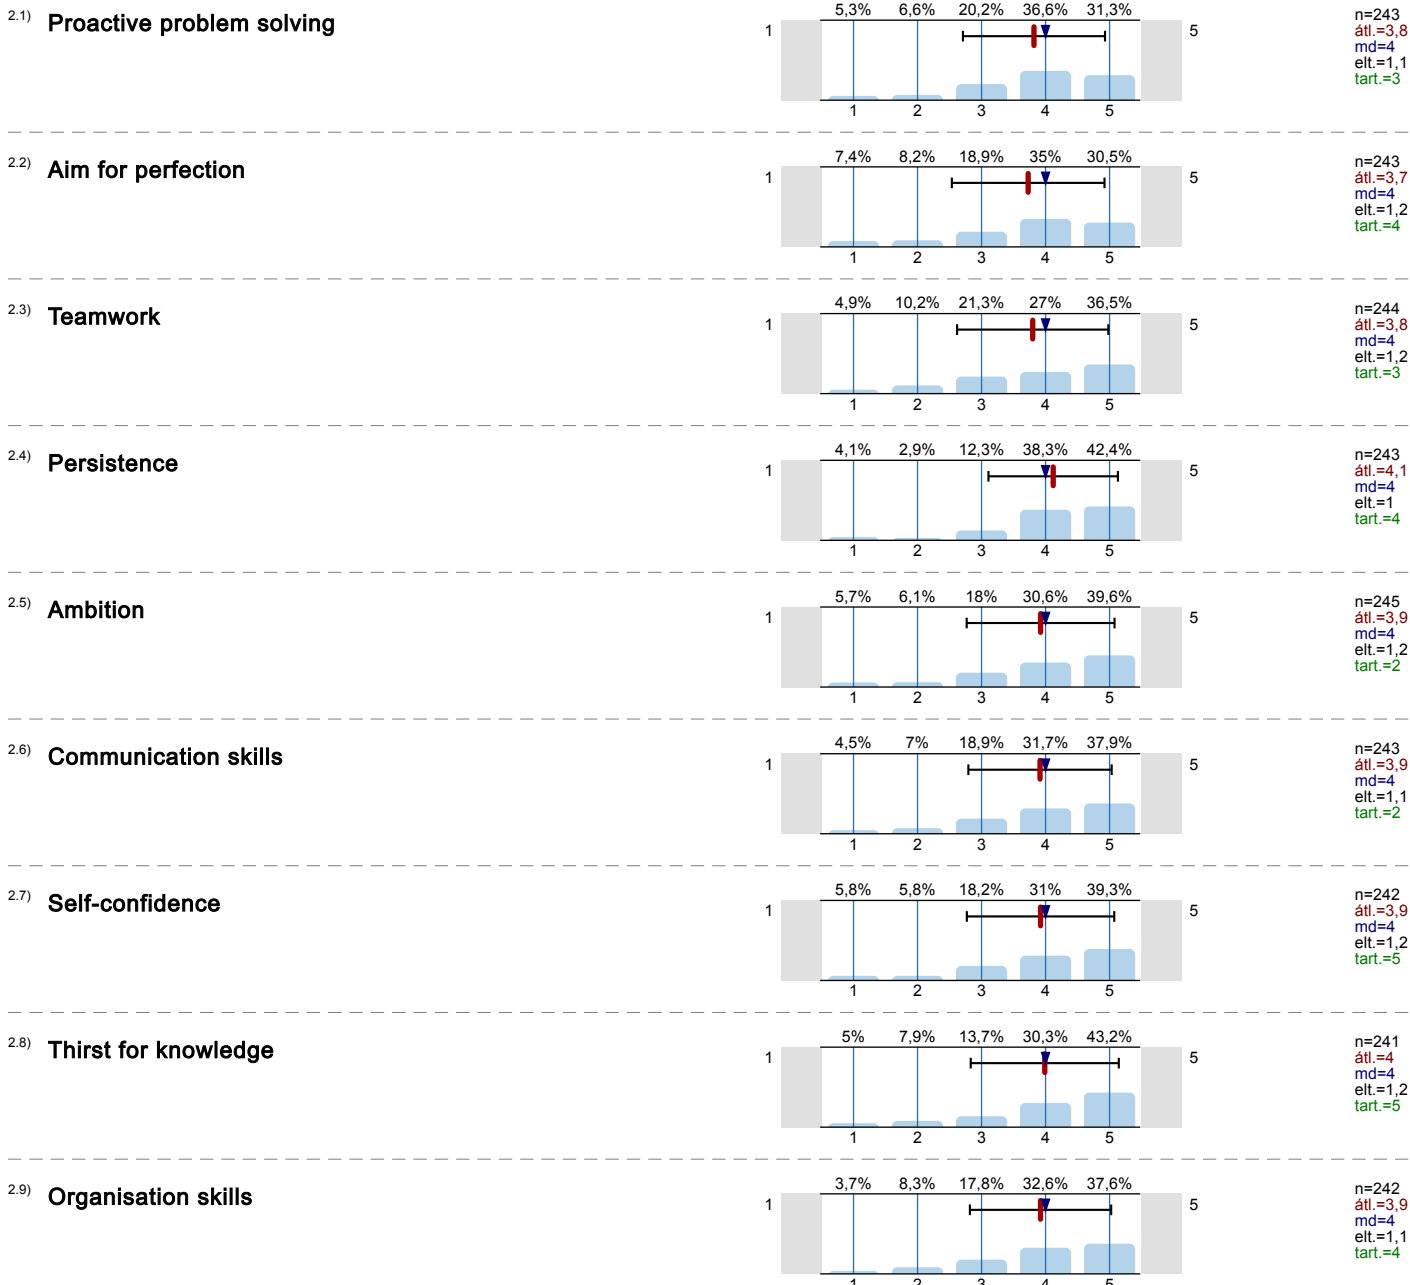 2.1) Proactive problem solving
5,3% 6,6% 20,2% 36,6% 31,3%
1 5
1 2 3 4 5
n=243
átl.=3,8
md=4
elt.=1,1
tart.=3
2.2) Aim for perfection
7,4% 8,2% 18,9% 35% 30,5%
1 5
1 2 3 4 5
n=243
átl.=3,7
md=4
elt.=1,2
tart.=4
2.3) Teamwork
4,9% 10,2% 21,3% 27% 36,5%
1 5
1 2 3 4 5
n=244
átl.=3,8
md=4
elt.=1,2
tart.=3
2.4) Persistence
4,1% 2,9% 12,3% 38,3% 42,4%
1 5
1 2 3 4 5
n=243
átl.=4,1
md=4
elt.=1
tart.=4
2.5) Ambition
5,7% 6,1% 18% 30,6% 39,6%
1 5
1 2 3 4 5
n=245
átl.=3,9
md=4
elt.=1,2
tart.=2
2.6) Communication skills
4,5% 7% 18,9% 31,7% 37,9%
1 5
1 2 3 4 5
n=243
átl.=3,9
md=4
elt.=1,1
tart.=2
2.7) Self-confidence
5,8% 5,8% 18,2% 31% 39,3%
1 5
1 2 3 4 5
n=242
átl.=3,9
md=4
elt.=1,2
tart.=5
2.8) Thirst for knowledge
5% 7,9% 13,7% 30,3% 43,2%
1 5
1 2 3 4 5
n=241
átl.=4
md=4
elt.=1,2
tart.=5
2.9) Organisation skills
3,7% 8,3% 17,8% 32,6% 37,6%
1 5
1 2 3 4 5
n=242
átl.=3,9
md=4
elt.=1,1
tart.=4